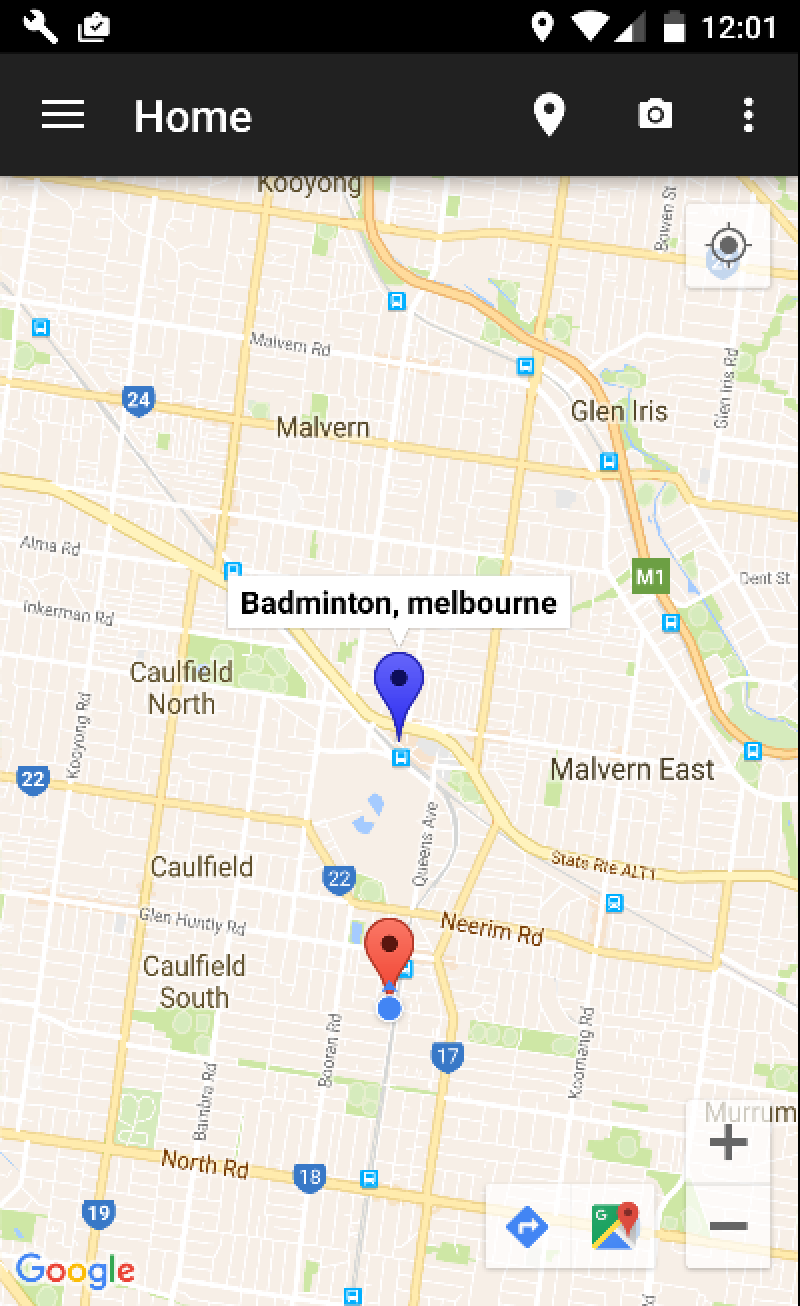 12:01
Home
Kooyong
Bowen St
Malvern Rd
Glen Iris Rd
24
Malvern
Glen Iris
Alma Rd
M1
Dent St
Badminton, melbourne
Inkerman Rd
Caulfield
North
Kooyong Rd
22
Malvern East
Queens Ave
State Rte ALT1
Caulfield
22
Glen Huntly Rd
Neerim Rd
Caulfield
South
Booran Rd
Koornang Rd
17
Bambra Rd
Murrum
North Rd
18
19
G
Google
Rd